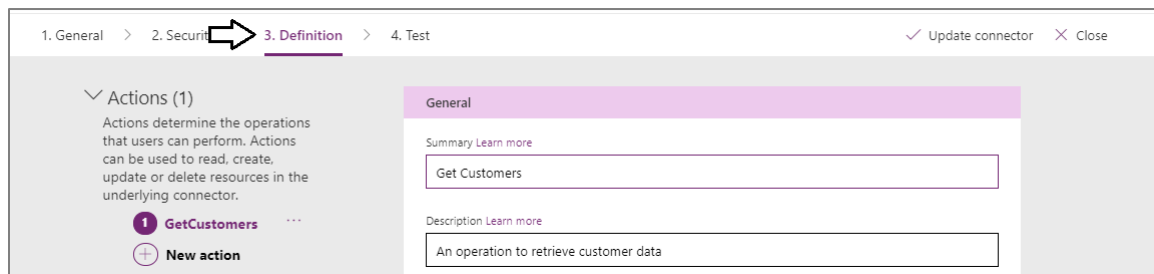 1. General > 2. Securit 3. Definition > 4. Test Update connector Close
Actions (1)
Actions determine the operations
that users can perform. Actions
can be used to read, create,
update or delete resources in the
underlying connector.
1 GetCustomers ...
New action
General
Summary Learn more
Get Customers
Description Learn more
An operation to retrieve customer data